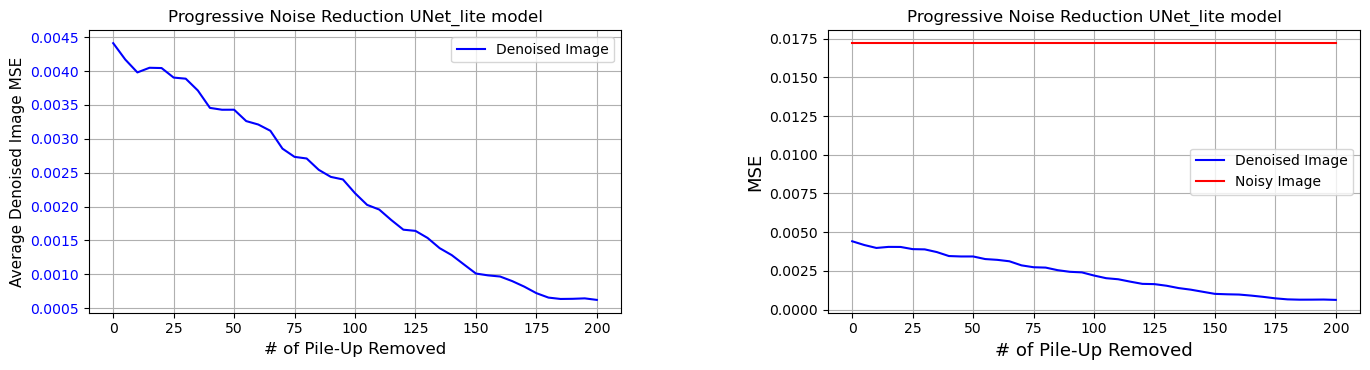 Progressive Noise Reduction UNet_lite model
Average Denoised Image MSE
0.0045
0.0040
0.0035
0.0030
0.0025
0.0020
0.0015
0.0010
0.0005
Denoised Image
0 25 50 75 100 125 150 175 200
# of Pile-Up Removed
Progressive Noise Reduction UNet_lite model
MSE
0.0175
0.0150
0.0125
0.0100
0.0075
0.0050
0.0025
0.0000
Denoised Image
Noisy Image
0 25 50 75 100 125 150 175 200
# of Pile-Up Removed